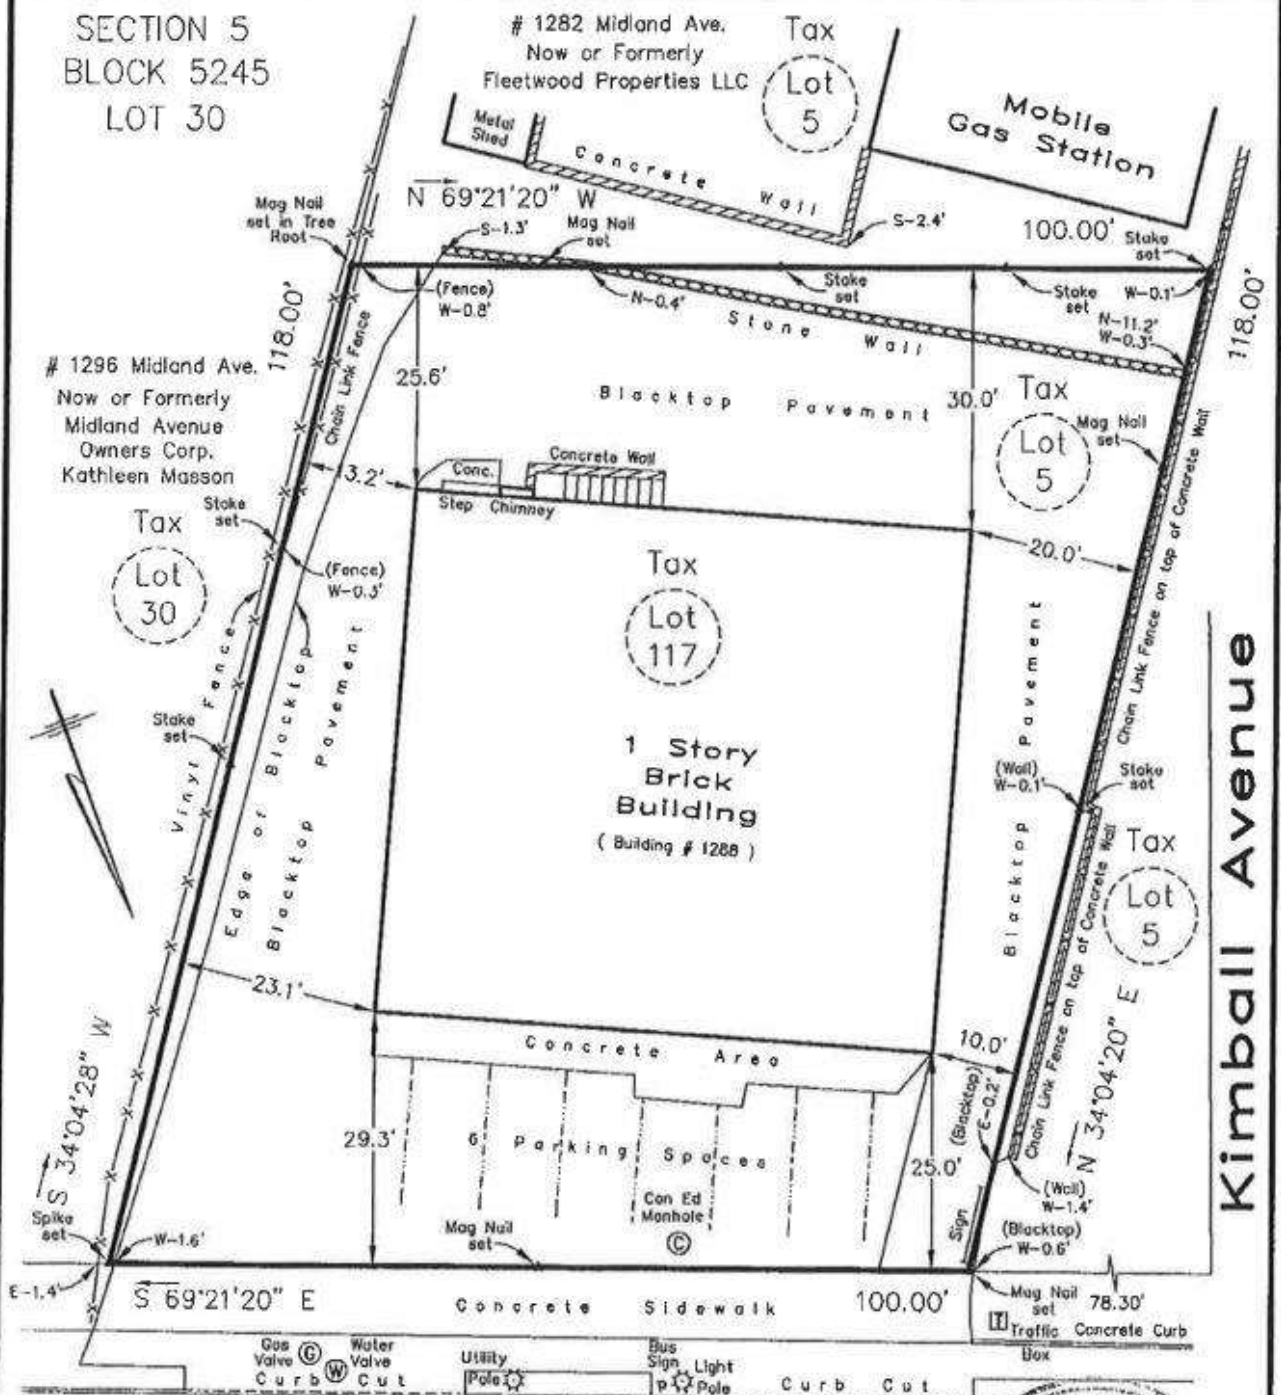 SECTION 5
BLOCK 5245
LOT 30
# 1282 Midland Ave.
Now or Formerly
Fleetwood Properties LLC
Tax
Lot
5
Mobile
Gas Station
Metal
Shed
Concrete Wall
N 69°21'20" W
Mag Nail
set in Tree
Root
S-1.3'
Mag Nail
set
S-2.4'
100.00'
Stake
set
(Fence)
W-0.8'
N-0.4'
Stake
set
Stake
set
W-0.1'
N-11.2'
W-0.3'
118.00'
118.00'
Stone Wall
Chain Link Fence
25.6'
30.0'
# 1296 Midland Ave.
Now or Formerly
Midland Avenue
Owners Corp.
Kathleen Masson
Blacktop Pavement
Tax
Lot
5
Mag Nail
set
Chain Link Fence on top of Concrete Wall
13.2'
Conc.
Concrete Wall
Step Chimney
Stake
set
Tax
Lot
30
(Fence)
W-0.3'
20.0'
Tax
Lot
117
Vinyl Fence
Edge of Blacktop
Blacktop Pavement
Stake
set
1 Story
Brick
Building
( Building # 1288 )
Blacktop Pavement
(Wall)
W-0.1'
Stake
set
Tax
Lot
5
Kimball Avenue
Chain Link Fence on top of Concrete Wall
23.1'
10.0'
Concrete Area
S 34°04'28" W
N 34°04'20" E
29.3'
6 Parking Spaces
25.0'
(Blacktop)
E-0.2'
Con Ed
Manhole
C
Sign
(Wall)
W-1.4'
(Blacktop)
W-0.6'
Spike
set
W-1.6'
Mag Nail
set
E-1.4'
S 69°21'20" E
Concrete Sidewalk
100.00'
Mag Nail
set
78.30'
T
Traffic
Box
Concrete Curb
Gas
Valve
G
W
Water
Valve
Curb Cut
Utility
Pole
Bus
Sign
Light
Pole
Curb Cut